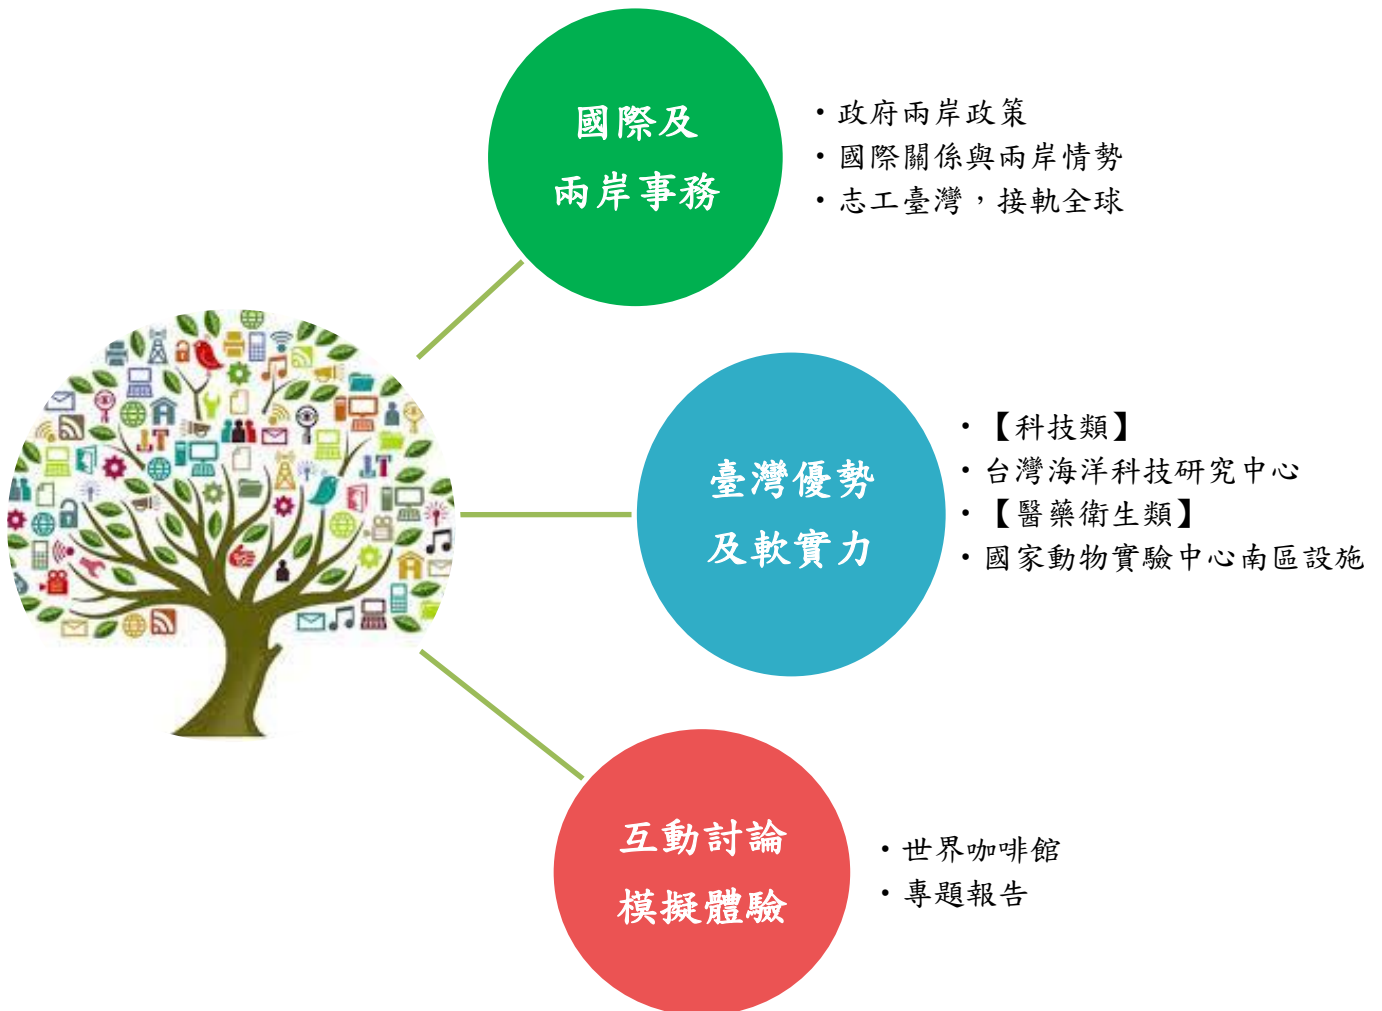 國際及
兩岸事務
・政府兩岸政策
・國際關係與兩岸情勢
・志工臺灣，接軌全球
臺灣優勢
及軟實力
・【科技類】
・台灣海洋科技研究中心
・【醫藥衛生類】
・國家動物實驗中心南區設施
互動討論
模擬體驗
・世界咖啡館
・專題報告